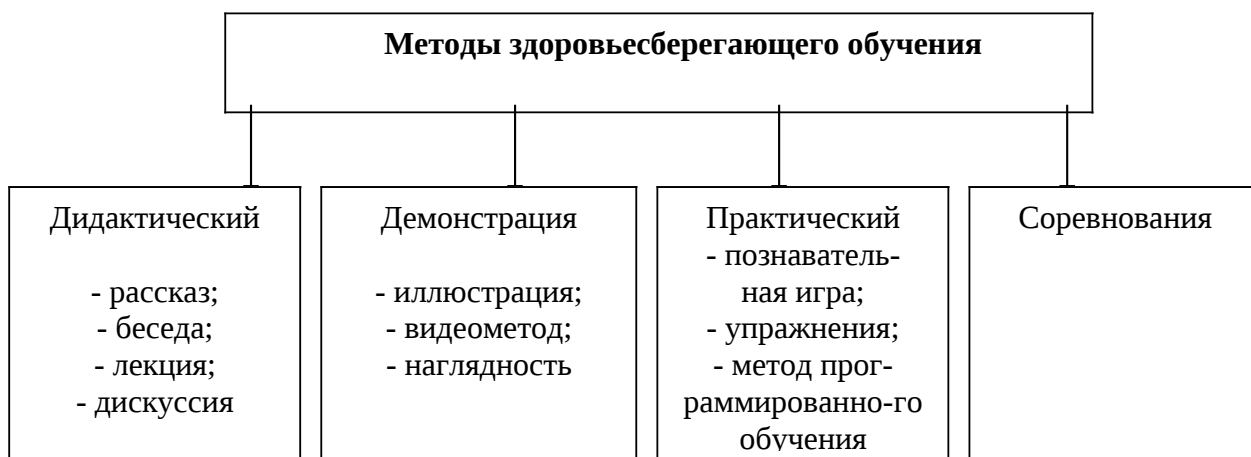 Методы здоровьесберегающего обучения
Дидактический
- рассказ;
- беседа;
- лекция;
- дискуссия
Демонстрация
- иллюстрация;
- видеометод;
- наглядность
Практический
- познаватель-
ная игра;
- упражнения;
- метод прог-
раммированно-го
обучения
Соревнования